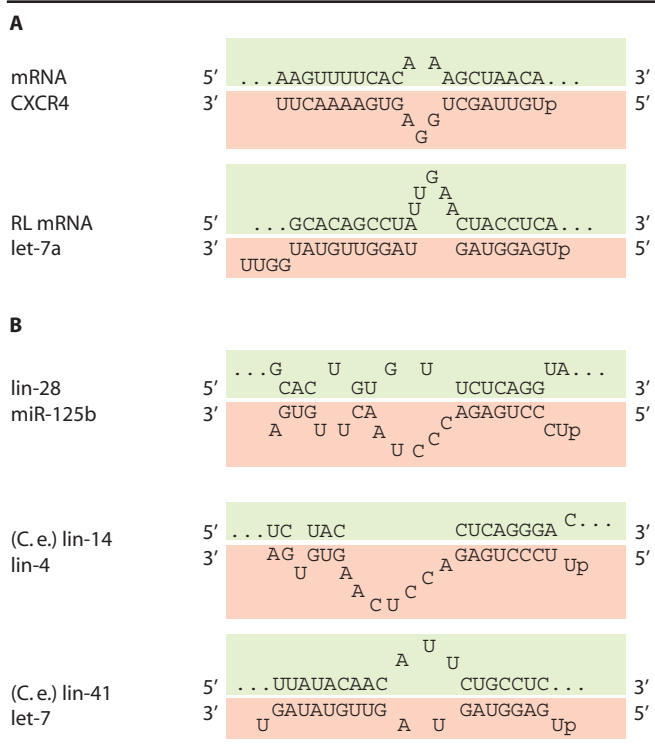 A
A A
mRNA 5′ ...AAGUUUUCAC AGCUAACA... 3′
CXCR4 3′ UUCAAAAGUG UCGAUUGUp 5′
A G
G
G
U A
U A
RL mRNA 5′ ...GCACAGCCUA CUACCUCA... 3′
let-7a 3′ UAUGUUGGAU GAUGGAGUp 5′
UUGG
B
...G U G U UA...
lin-28 5′ CAC GU UCUCAGG 3′
miR-125b 3′ GUG CA AGAGUCC 5′
A U U A C CUp
U C C
(C. e.) lin-14 5′ ...UC UAC CUCAGGGA C... 3′
lin-4 3′ AG GUG GAGUCCCU 5′
U A A Up
A C
C U C
U
A U
(C. e.) lin-41 5′ ...UUAUACAAC CUGCCUC... 3′
let-7 3′ GAUAUGUUG GAUGGAG 5′
U A U Up